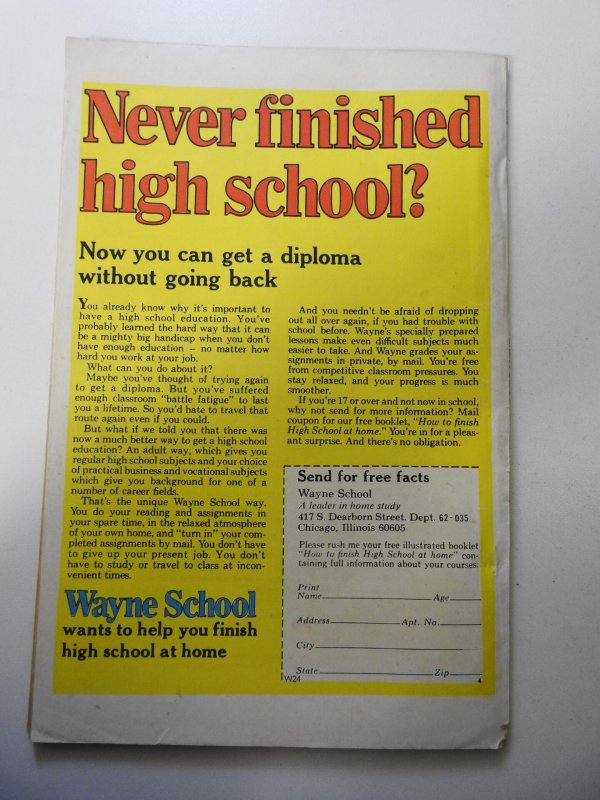 Never finished
high school?
Now you can get a diploma
without going back
You already know why it's important to
have a high school education. You've
probably learned the hard way that it can
be a mighty big handicap when you don't
have enough education — no matter how
hard you work at your job.
What can you do about it?
Maybe you've thought of trying again
to get a diploma. But you've suffered
enough classroom "battle fatigue" to last
you a lifetime. So you'd hate to travel that
route again even if you could.
But what if we told you that there was
now a much better way to get a high school
education? An adult way, which gives you
regular high school subjects and your choice
of practical business and vocational subjects
which give you background for one of a
number of career fields.
That's the unique Wayne School way.
You do your reading and assignments in
your spare time, in the relaxed atmosphere
of your own home, and "turn in" your com-
pleted assignments by mail. You don't have
to give up your present job. You don't
have to study or travel to class at incon-
venient times.
Wayne School
wants to help you finish
high school at home
And you needn't be afraid of dropping
out all over again, if you had trouble with
school before. Wayne's specially prepared
lessons make even difficult subjects much
easier to take. And Wayne grades your as-
signments in private, by mail. You're free
from competitive classroom pressures. You
stay relaxed, and your progress is much
smoother.
If you're 17 or over and not now in school,
why not send for more information? Mail
coupon for our free booklet, "How to finish
High School at home." You're in for a pleas-
ant surprise. And there's no obligation.
Send for free facts
Wayne School
A leader in home study
417 S. Dearborn Street. Dept. 62-035
Chicago, Illinois 60605
Please rush me your free illustrated booklet
"How to finish High School at home" con-
taining full information about your courses.
Print
Name Age
Address Apt. No.
City
State Zip
W24 4